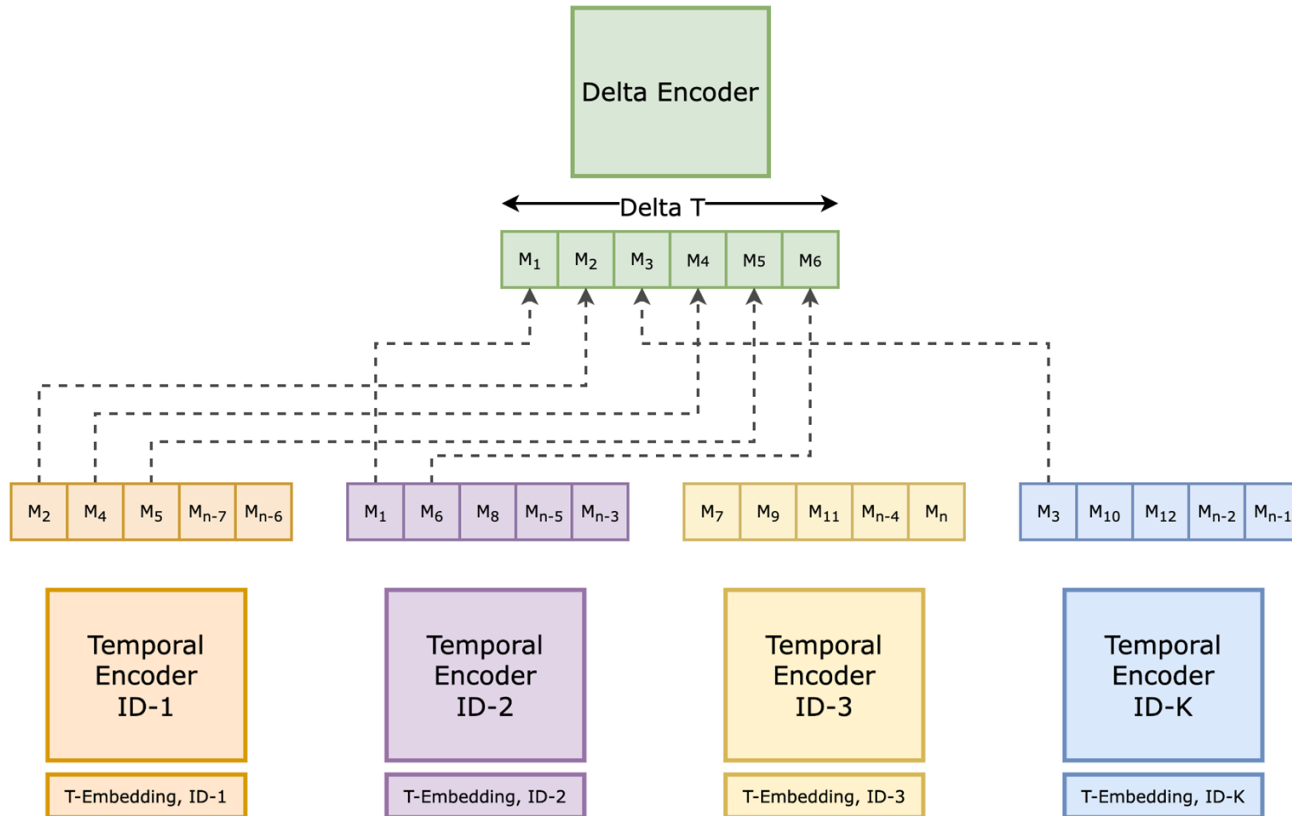 Delta Encoder
Delta T
M1 M2 M3 M4 M5 M6
M2 M4 M5 Mn-7 Mn-6
M1 M6 M8 Mn-5 Mn-3
M7 M9 M11 Mn-4 Mn
M3 M10 M12 Mn-2 Mn-1
Temporal
Encoder
ID-1
Temporal
Encoder
ID-2
Temporal
Encoder
ID-3
Temporal
Encoder
ID-K
T-Embedding, ID-1
T-Embedding, ID-2
T-Embedding, ID-3
T-Embedding, ID-K